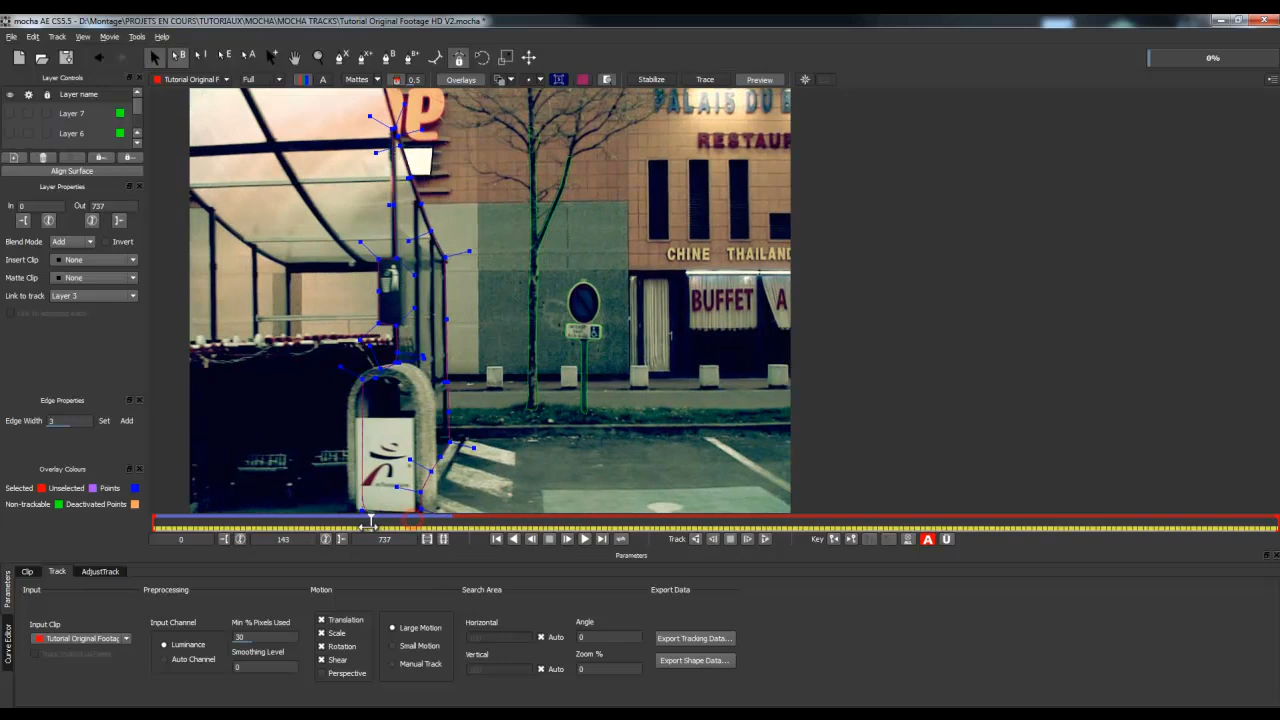 mocha AE CS5.5 - D:\Montage\PROJETS EN COURS\TUTORIAUX\MOCHA\MOCHA TRACKS\Tutorial Original Footage HD V2.mocha *
File Edit Track View Movie Tools Help
0%
Layer Controls
Tutorial Original F Full A Mattes 0.5 Overlays Stabilize Trace Preview
Layer name
Layer 7
Layer 6
Align Surface
Layer Properties
In 0 Out 737
Blend Mode Add Invert
Insert Clip None
Matte Clip None
Link to track Layer 3
Edge Properties
Edge Width 3 Set Add
Overlay Colours
Selected Unselected Points
Non-trackable Deactivated Points
PALAIS DU
RESTAU
CHINE THAILAND
BUFFET A
0 143 737 Track Key A Ü
Parameters
Clip Track AdjustTrack
Input Preprocessing Motion Search Area Export Data
Input Clip
Tutorial Original Footag
Input Channel
Luminance
Auto Channel
Min % Pixels Used
30
Smoothing Level
0
Translation
Scale
Rotation
Shear
Perspective
Large Motion
Small Motion
Manual Track
Horizontal
Auto
Vertical
Auto
Angle
0
Zoom %
0
Export Tracking Data...
Export Shape Data...
Parameters
Curve Editor